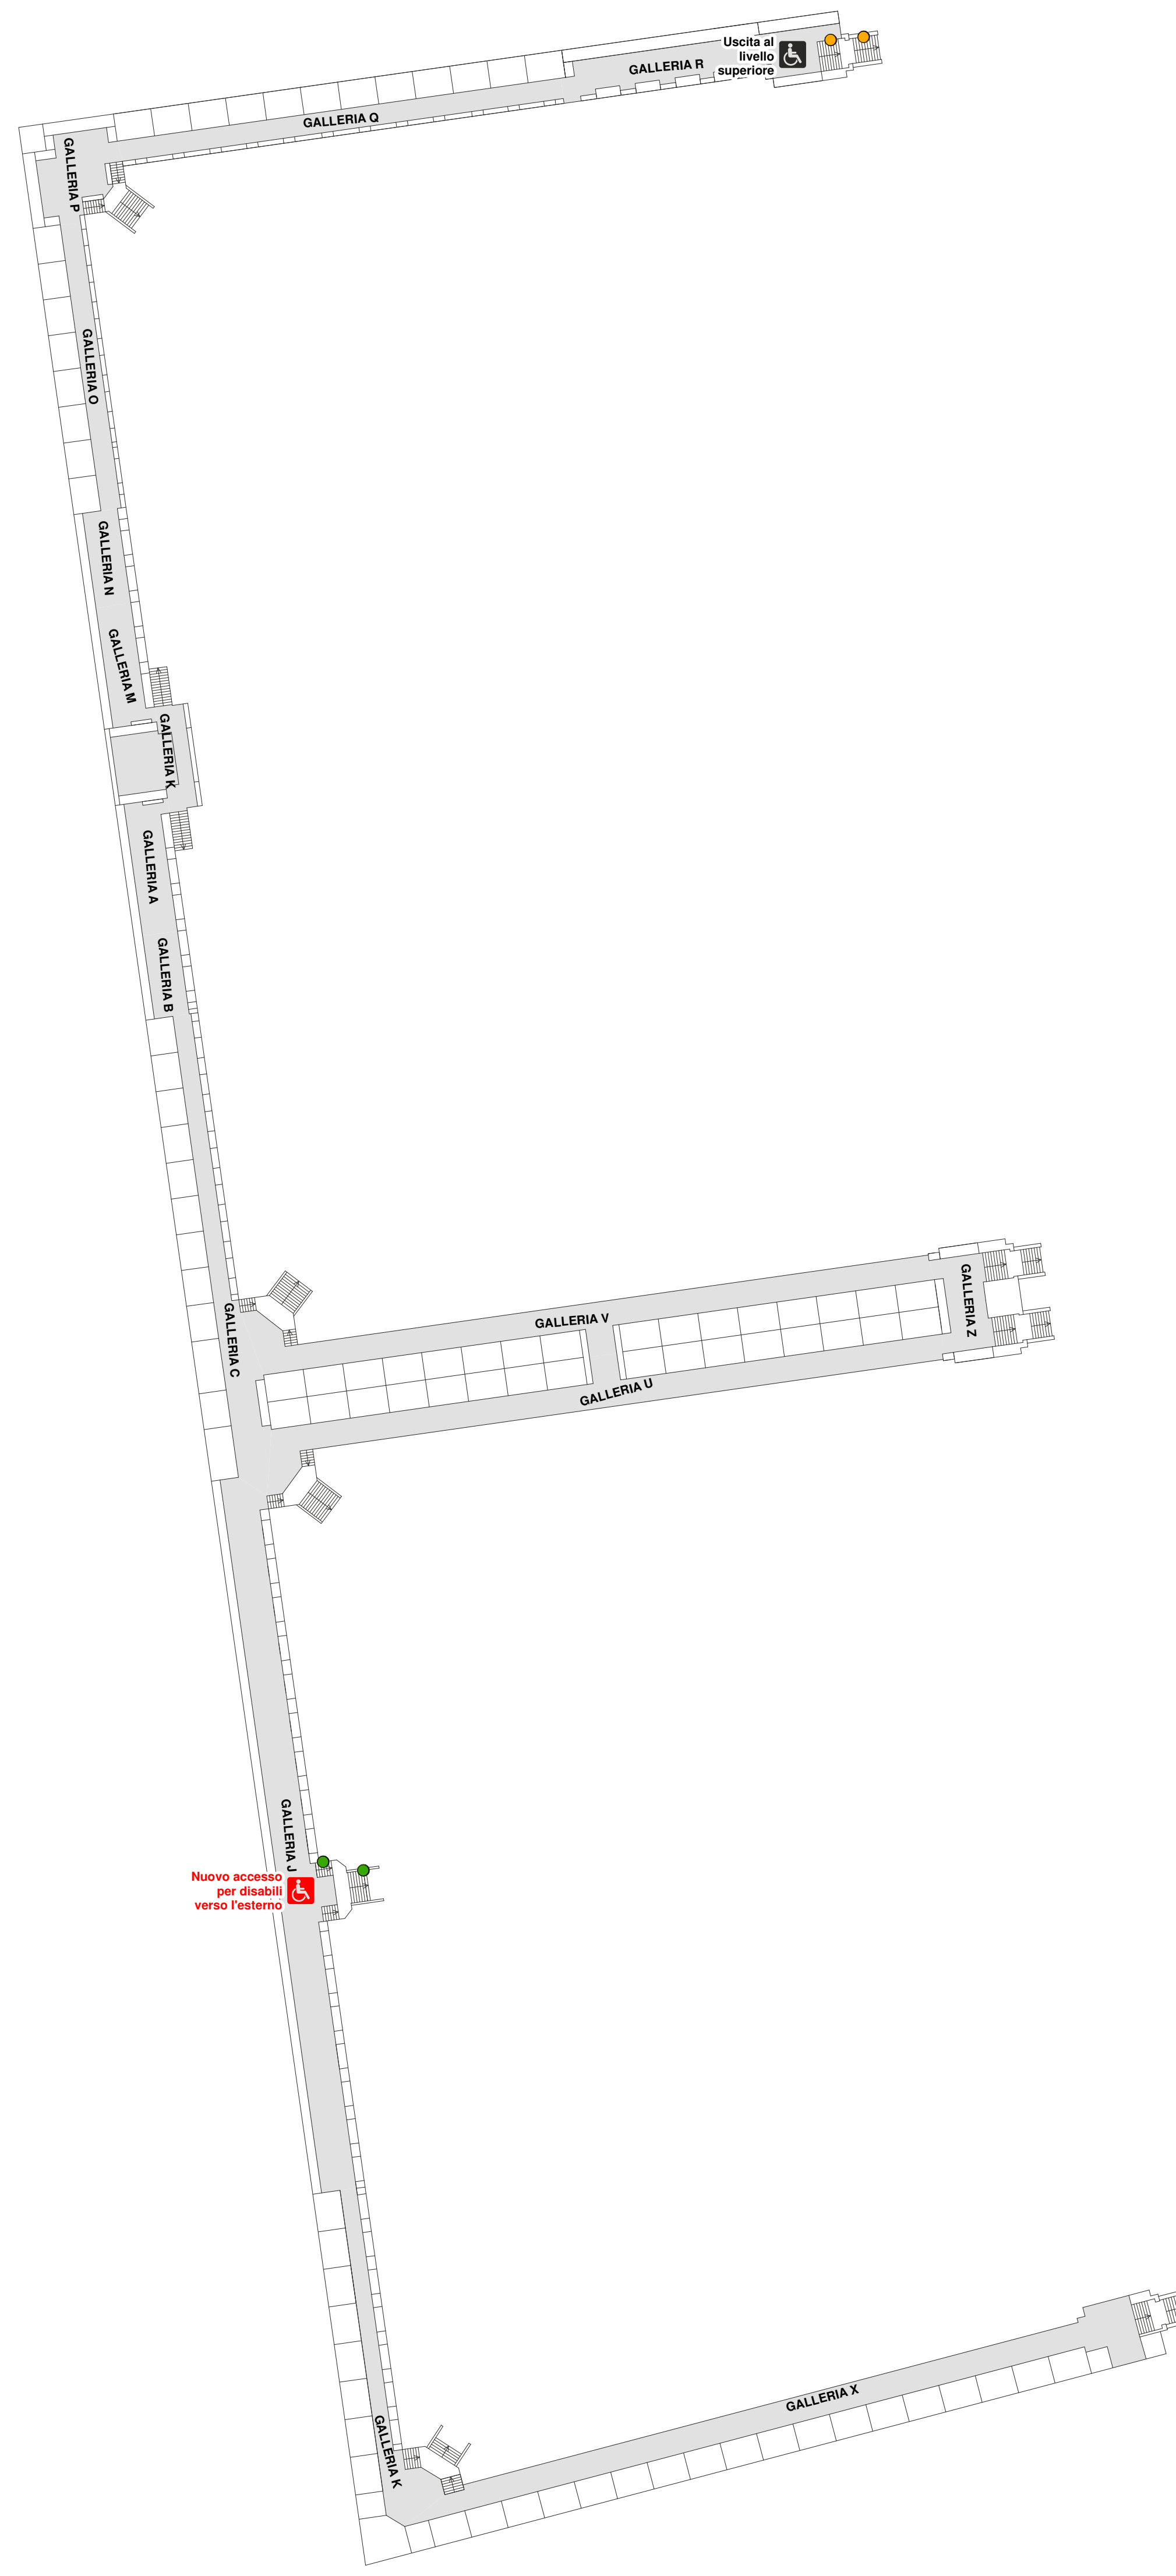 Uscita al
livello
superiore
GALLERIA R
GALLERIA Q
GALLERIA P
GALLERIA O
GALLERIA N
GALLERIA M
GALLERIA K
GALLERIA A
GALLERIA B
GALLERIA C
GALLERIA V
GALLERIA Z
GALLERIA U
GALLERIA J
Nuovo accesso
per disabili
verso l'esterno
GALLERIA X
GALLERIA K